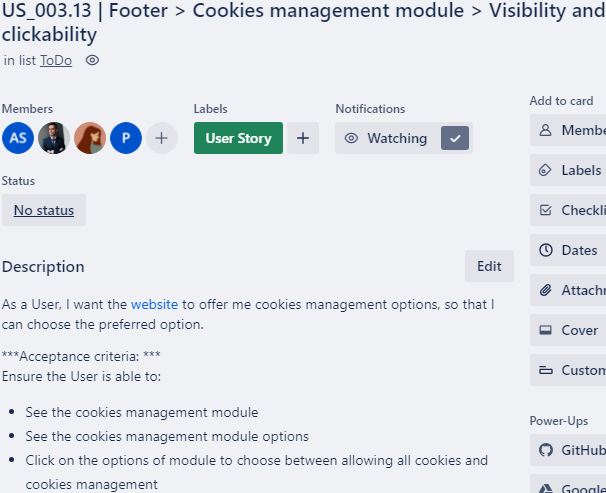 US_003.13 | Footer > Cookies management module > Visibility and
clickability
in list ToDo
Members
Labels
Notifications
AS
P
User Story
Watching
Status
No status
Description
Edit
As a User, I want the website to offer me cookies management options, so that I
can choose the preferred option.
***Acceptance criteria: ***
Ensure the User is able to:
• See the cookies management module
• See the cookies management module options
• Click on the options of module to choose between allowing all cookies and
cookies management
Add to card
Membe
Labels
Checkli
Dates
Attachn
Cover
Custom
Power-Ups
GitHub
Google